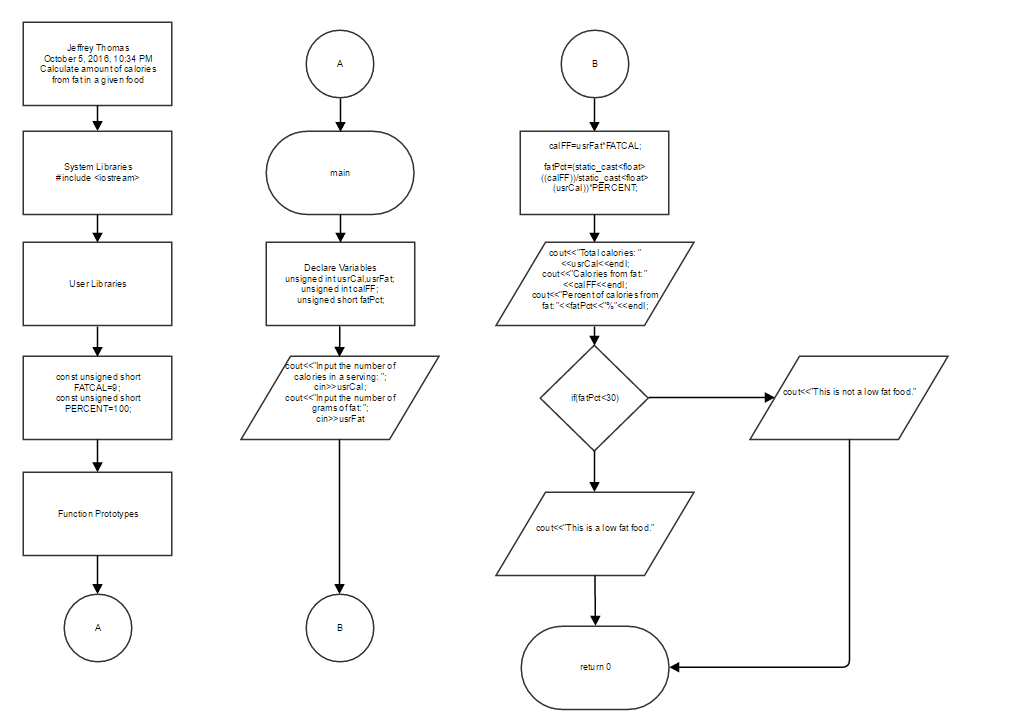 Jeffrey Thomas
October 5, 2016, 10:34 PM
Calculate amount of calories
from fat in a given food
System Libraries
#include <iostream>
User Libraries
const unsigned short
FATCAL=9;
const unsigned short
PERCENT=100;
Function Prototypes
A
A
main
Declare Variables
unsigned int usrCal,usrFat;
unsigned int calFF;
unsigned short fatPct;
cout<<"Input the number of
calories in a serving: ";
cin>>usrCal;
cout<<"Input the number of
grams of fat: ";
cin>>usrFat
B
B
calFF=usrFat*FATCAL;
fatPct=(static_cast<float>
((calFF))/static_cast<float>
(usrCal))*PERCENT;
cout<<"Total calories: "
<<usrCal<<endl;
cout<<"Calories from fat: "
<<calFF<<endl;
cout<<"Percent of calories from
fat: "<<fatPct<<"%"<<endl;
if(fatPct<30)
cout<<"This is not a low fat food."
cout<<"This is a low fat food."
return 0